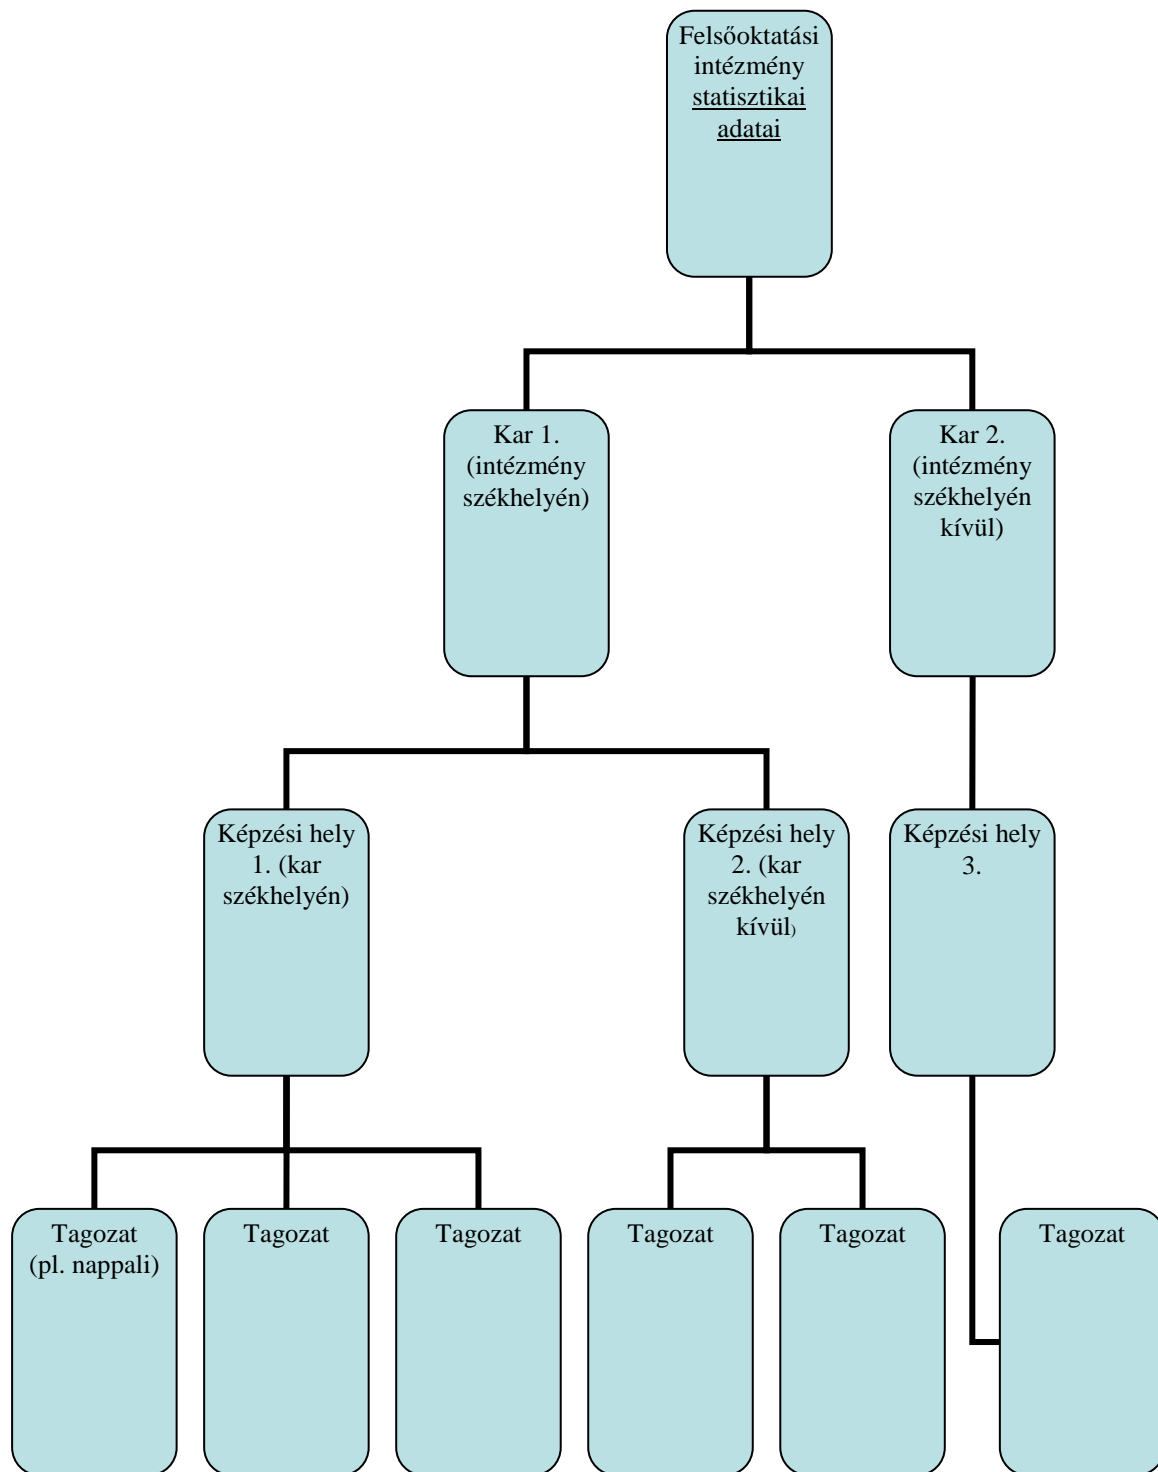 Felsőoktatási
intézmény
statisztikai
adatai
Kar 1.
(intézmény
székhelyén)
Kar 2.
(intézmény
székhelyén
kívül)
Képzési hely
1. (kar
székhelyén)
Képzési hely
2. (kar
székhelyén
kívül)
Képzési hely
3.
Tagozat
(pl. nappali)
Tagozat
Tagozat
Tagozat
Tagozat
Tagozat